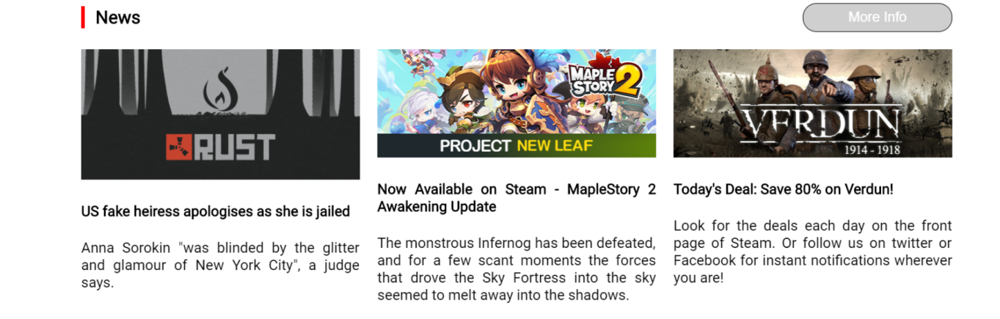 News
More Info
RUST
US fake heiress apologises as she is jailed
Anna Sorokin "was blinded by the glitter
and glamour of New York City", a judge
says.
MAPLE
STORY 2
PROJECT NEW LEAF
Now Available on Steam - MapleStory 2
Awakening Update
The monstrous Infernog has been defeated,
and for a few scant moments the forces
that drove the Sky Fortress into the sky
seemed to melt away into the shadows.
VERDUN
1914 - 1918
Today's Deal: Save 80% on Verdun!
Look for the deals each day on the front
page of Steam. Or follow us on twitter or
Facebook for instant notifications wherever
you are!